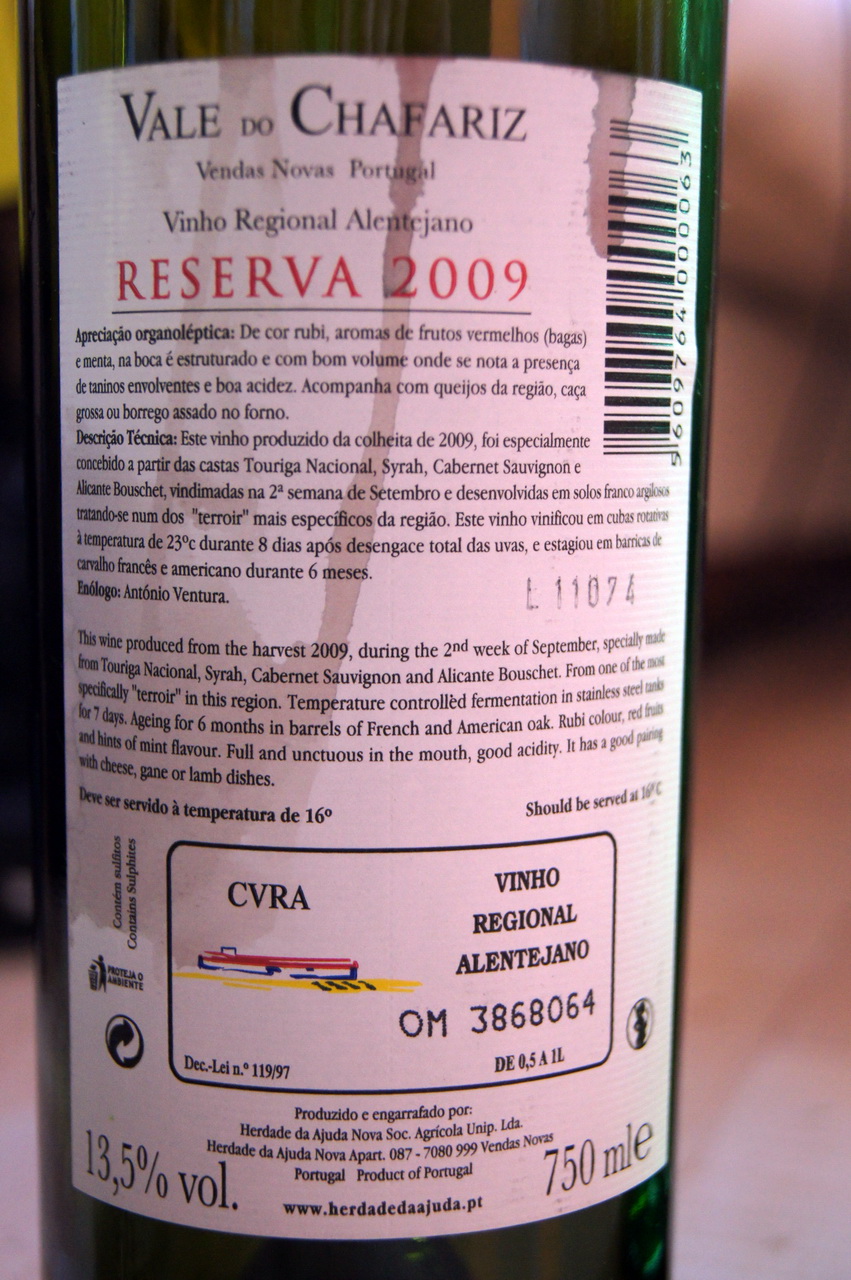 VALE DO CHAFARIZ
Vendas Novas Portugal
Vinho Regional Alentejano
RESERVA 2009
Apreciação organoléptica: De cor rubi, aromas de frutos vermelhos (bagas)
e menta, na boca é estruturado e com bom volume onde se nota a presença
de taninos envolventes e boa acidez. Acompanha com queijos da região, caça
grossa ou borrego assado no forno.
Descrição Técnica: Este vinho produzido da colheita de 2009, foi especialmente
concebido a partir das castas Touriga Nacional, Syrah, Cabernet Sauvignon e
Alicante Bouschet, vindimadas na 2ª semana de Setembro e desenvolvidas em solos franco argilosos
tratando-se num dos "terroir" mais específicos da região. Este vinho vinificou em cubas rotativas
à temperatura de 23ºc durante 8 dias após desengace total das uvas, e estagiou em barricas de
carvalho francês e americano durante 6 meses.
Enólogo: António Ventura.
5609764000063
L 11074
This wine produced from the harvest 2009, during the 2nd week of September, specially made
from Touriga Nacional, Syrah, Cabernet Sauvignon and Alicante Bouschet. From one of the most
specifically "terroir" in this region. Temperature controllèd fermentation in stainless steel tanks
for 7 days. Ageing for 6 months in barrels of French and American oak. Rubi colour, red fruits
and hints of mint flavour. Full and unctuous in the mouth, good acidity. It has a good pairing
with cheese, gane or lamb dishes.
Deve ser servido à temperatura de 16º
Should be served at 16º C
Contém sulfitos
Contains Sulphites
PROTEJA O
AMBIENTE
CVRA
VINHO
REGIONAL
ALENTEJANO
OM 3868064
Dec.-Lei n.º 119/97
DE 0,5 A 1L
Produzido e engarrafado por:
Herdade da Ajuda Nova Soc. Agrícola Unip. Lda.
Herdade da Ajuda Nova Apart. 087 - 7080 999 Vendas Novas
Portugal Product of Portugal
www.herdadedaajuda.pt
13,5% vol.
750 ml e